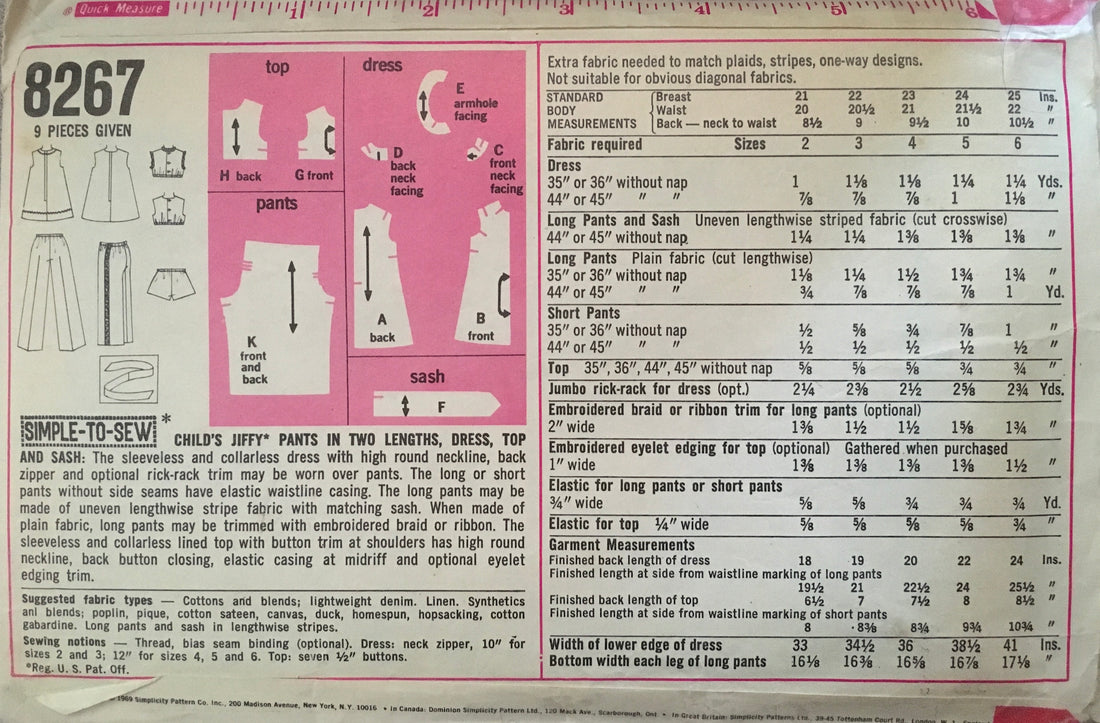 ® Quick Measure 1 2 3 4 5 6
8267
9 PIECES GIVEN
top
H back G front
pants
K
front
and
back
dress
E
armhole
facing
D
back
neck
facing
C
front
neck
facing
A
back
B
front
sash
F
SIMPLE-TO-SEW*
CHILD'S JIFFY* PANTS IN TWO LENGTHS, DRESS, TOP
AND SASH: The sleeveless and collarless dress with high round neckline, back
zipper and optional rick-rack trim may be worn over pants. The long or short
pants without side seams have elastic waistline casing. The long pants may be
made of uneven lengthwise stripe fabric with matching sash. When made of
plain fabric, long pants may be trimmed with embroidered braid or ribbon. The
sleeveless and collarless lined top with button trim at shoulders has high round
neckline, back button closing, elastic casing at midriff and optional eyelet
edging trim.
Suggested fabric types — Cottons and blends; lightweight denim. Linen. Synthetics
and blends; poplin, pique, cotton sateen, canvas, duck, homespun, hopsacking, cotton
gabardine. Long pants and sash in lengthwise stripes.
Sewing notions — Thread, bias seam binding (optional). Dress: neck zipper, 10" for
sizes 2 and 3; 12" for sizes 4, 5 and 6. Top: seven ½" buttons.
*Reg. U. S. Pat. Off.
Extra fabric needed to match plaids, stripes, one-way designs.
Not suitable for obvious diagonal fabrics.
STANDARD Breast 21 22 23 24 25 Ins.
BODY Waist 20 20½ 21 21½ 22 "
MEASUREMENTS Back — neck to waist 8½ 9 9½ 10 10½ "
Fabric required Sizes 2 3 4 5 6
Dress
35" or 36" without nap 1 1⅛ 1⅛ 1¼ 1¼ Yds.
44" or 45" " " ⅞ ⅞ ⅞ 1 1⅛ "
Long Pants and Sash Uneven lengthwise striped fabric (cut crosswise)
44" or 45" without nap 1¼ 1¼ 1⅜ 1⅜ 1⅜ "
Long Pants Plain fabric (cut lengthwise)
35" or 36" without nap 1⅛ 1¼ 1½ 1¾ 1¾ "
44" or 45" " " ¾ ⅞ ⅞ ⅞ 1 Yd.
Short Pants
35" or 36" without nap ½ ⅝ ¾ ⅞ 1 "
44" or 45" " " ½ ½ ½ ½ ½ "
Top 35", 36", 44", 45" without nap ⅝ ⅝ ⅝ ¾ ¾ "
Jumbo rick-rack for dress (opt.) 2¼ 2⅜ 2½ 2⅝ 2¾ Yds.
Embroidered braid or ribbon trim for long pants (optional)
2" wide 1⅜ 1½ 1½ 1⅝ 1¾ "
Embroidered eyelet edging for top (optional) Gathered when purchased
1" wide 1⅜ 1⅜ 1⅜ 1⅜ 1½ "
Elastic for long pants or short pants
¾" wide ⅝ ⅝ ¾ ¾ ¾ Yd.
Elastic for top ¼" wide ⅝ ⅝ ⅝ ⅝ ¾ "
Garment Measurements
Finished back length of dress 18 19 20 22 24 Ins.
Finished length at side from waistline marking of long pants
19½ 21 22½ 24 25½ "
Finished back length of top 6½ 7 7½ 8 8½ "
Finished length at side from waistline marking of short pants
8 8⅜ 8¾ 9¾ 10¾ "
Width of lower edge of dress 33 34½ 36 38½ 41 Ins.
Bottom width each leg of long pants 16⅛ 16⅜ 16⅝ 16⅞ 17⅛ "
1969 Simplicity Pattern Co. Inc., 200 Madison Avenue, New York, N.Y. 10016 • In Canada: Dominion Simplicity Pattern Ltd., 120 Mack Ave., Scarborough, Ont • In Great Britain: Simplicity Patterns Ltd., 39-45 Tottenham Court Rd.